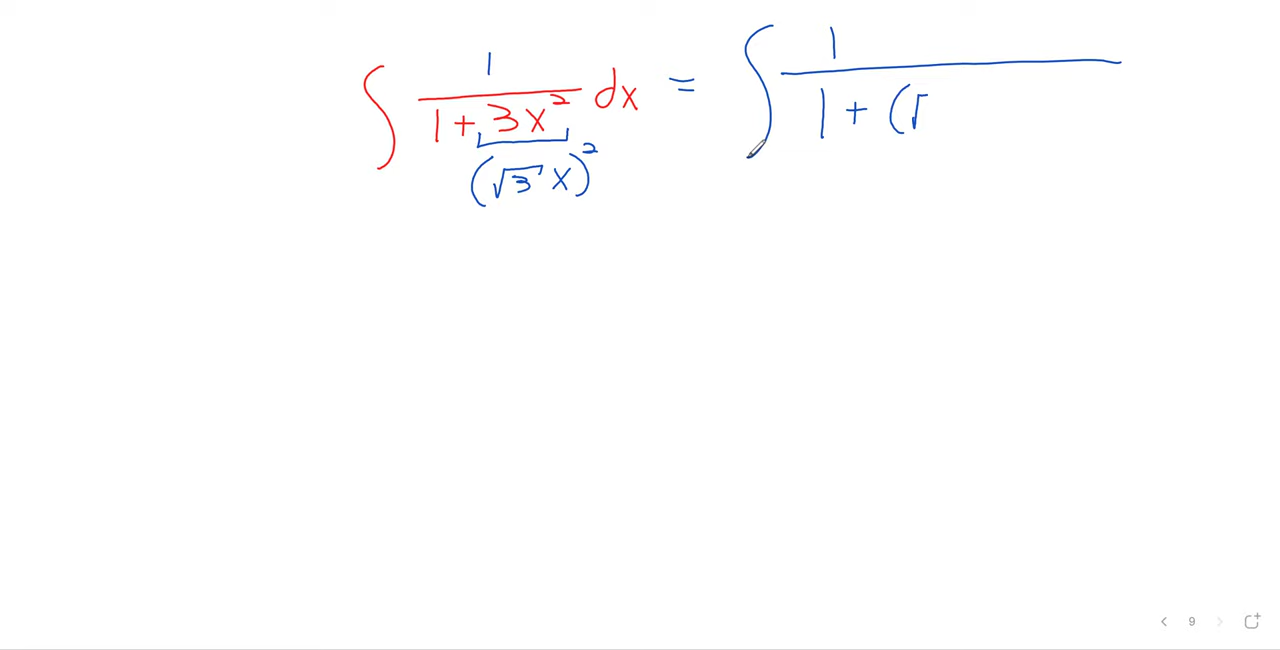 ∫ 1/(1+3x²) dx = ∫ 1/(1 + (√
(√3 x)²
9